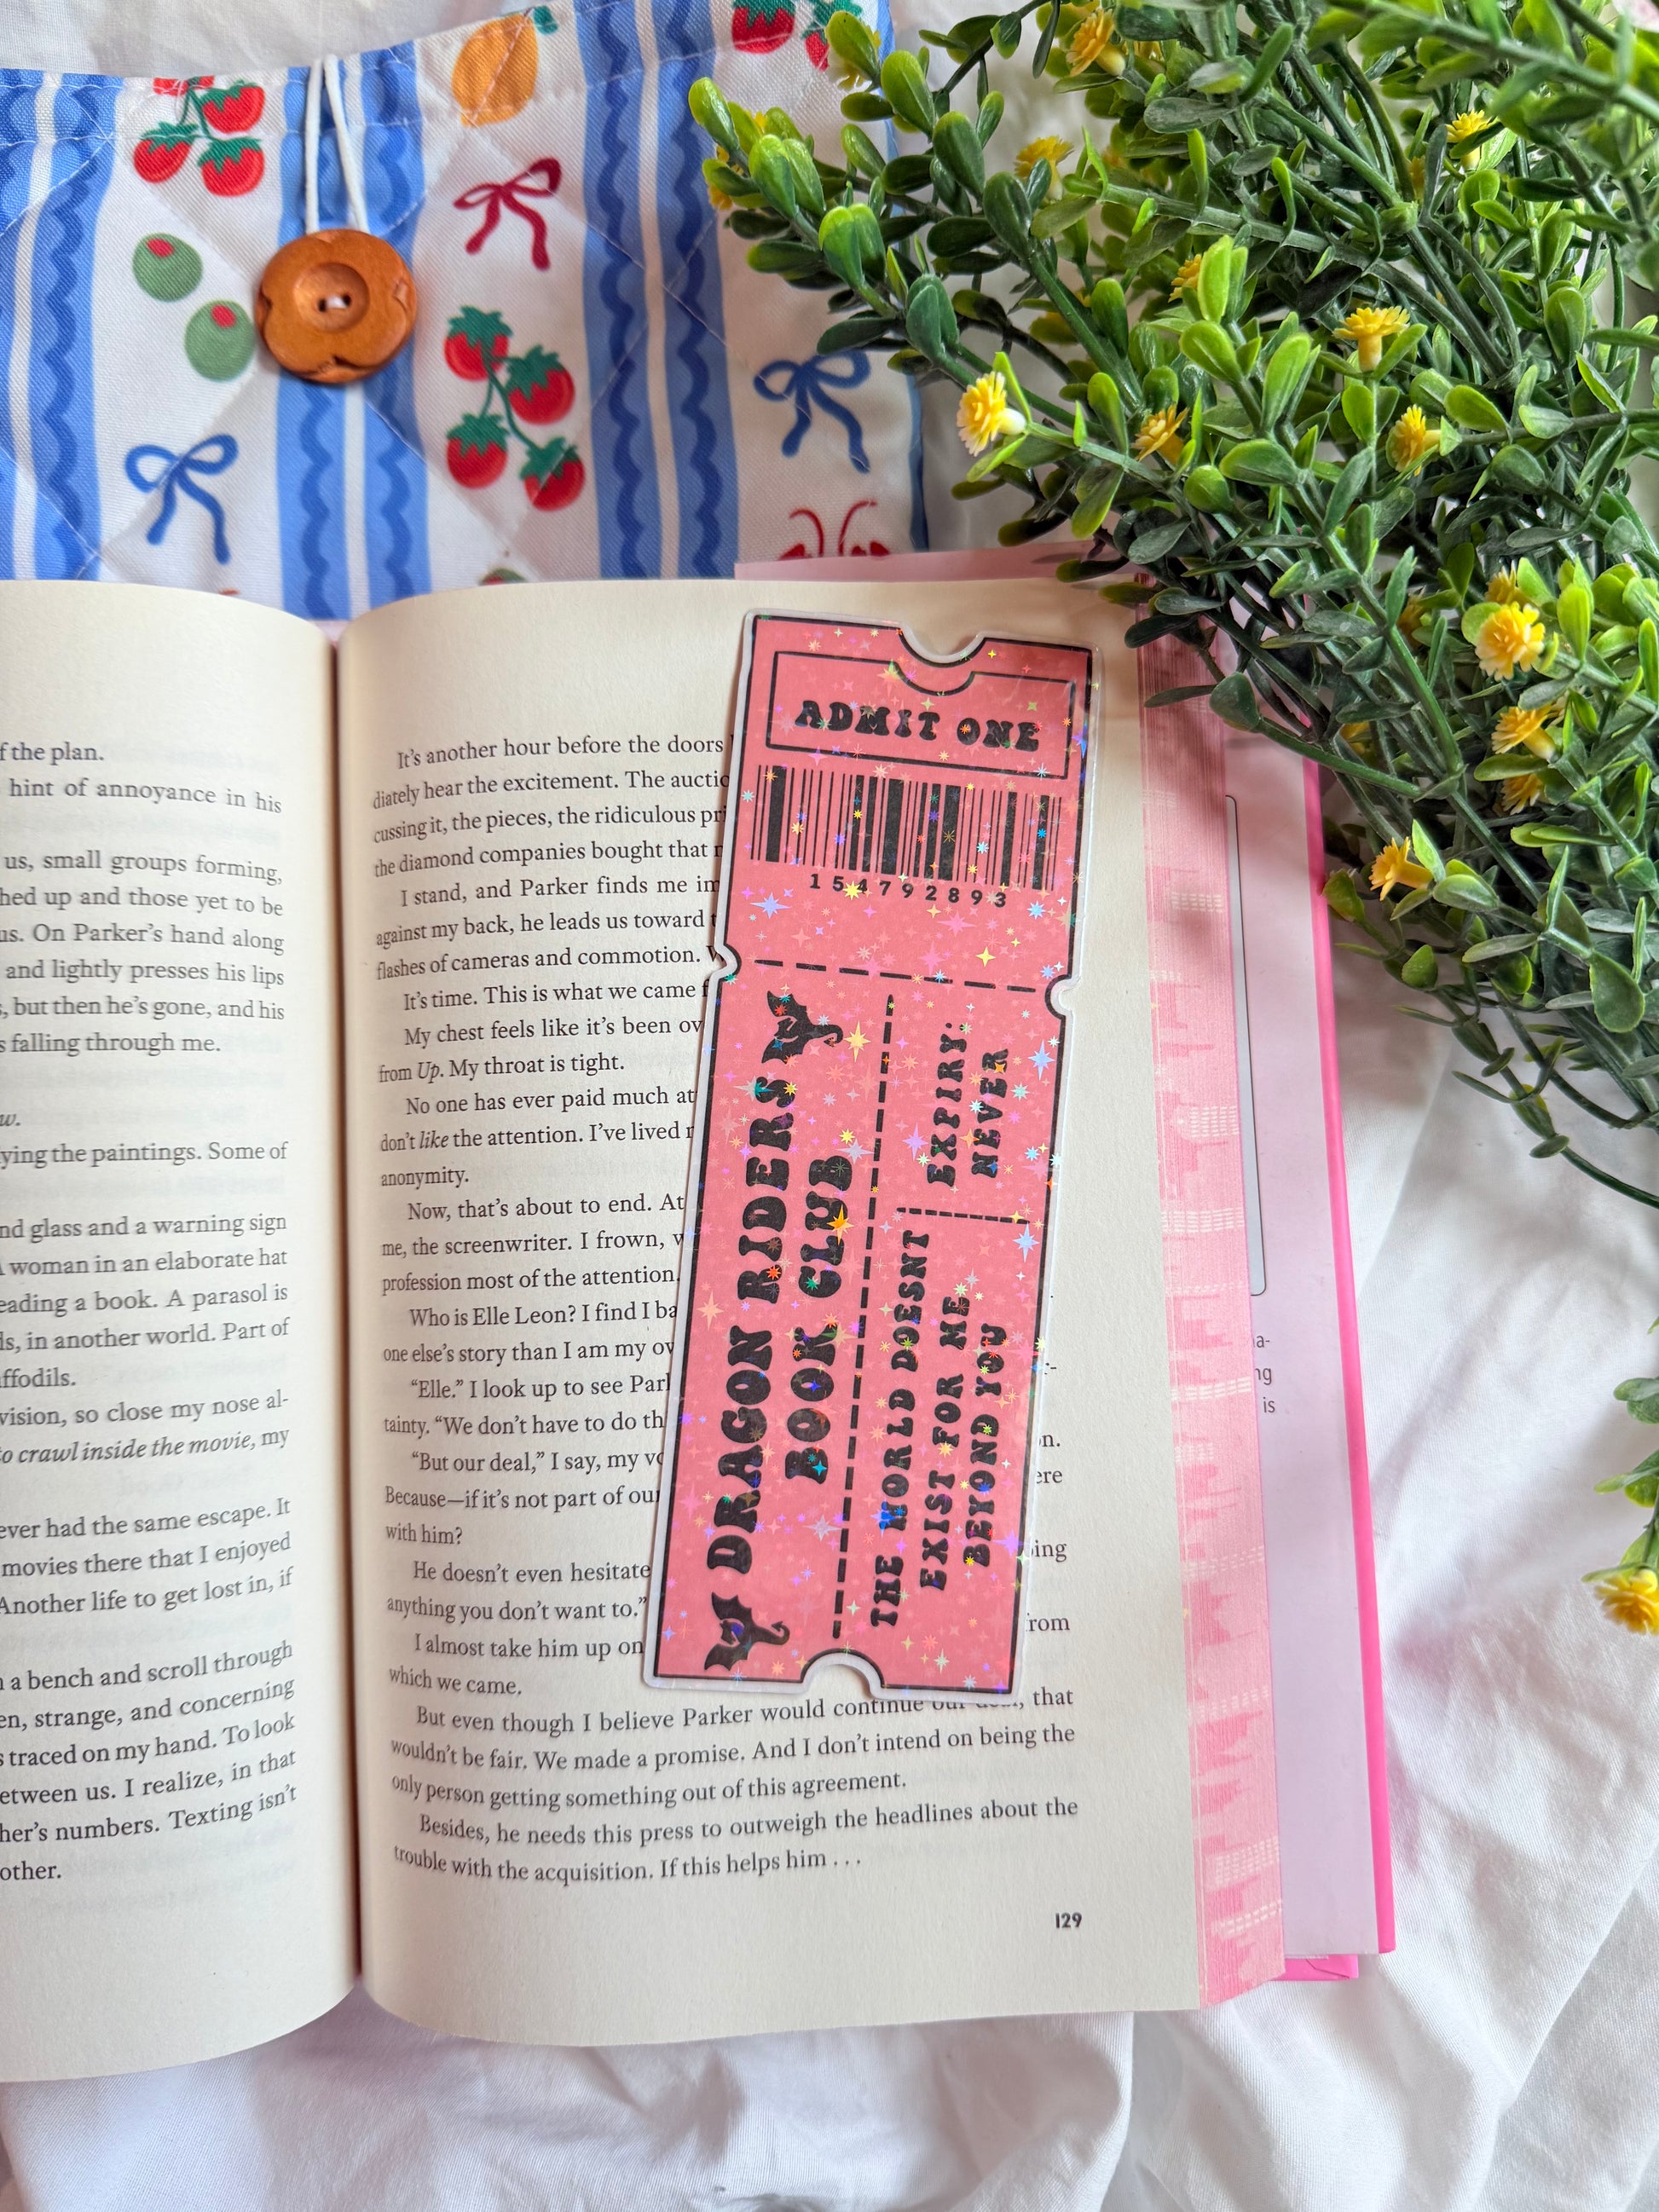 f the plan.
hint of annoyance in his
us, small groups forming,
hed up and those yet to be
us. On Parker's hand along
and lightly presses his lips
, but then he's gone, and his
s falling through me.
w.
ying the paintings. Some of
nd glass and a warning sign
woman in an elaborate hat
eading a book. A parasol is
ls, in another world. Part of
ffodils.
vision, so close my nose al-
to crawl inside the movie, my
ever had the same escape. It
movies there that I enjoyed
Another life to get lost in, if
a bench and scroll through
en, strange, and concerning
s traced on my hand. To look
etween us. I realize, in that
her's numbers. Texting isn't
other.
It's another hour before the doors
diately hear the excitement. The auctio
cussing it, the pieces, the ridiculous pri
the diamond companies bought that
I stand, and Parker finds me im
against my back, he leads us toward
flashes of cameras and commotion.
It's time. This is what we came f
My chest feels like it's been ov
from Up. My throat is tight.
No one has ever paid much at
don't like the attention. I've lived
anonymity.
Now, that's about to end. At
me, the screenwriter. I frown, w
profession most of the attention.
Who is Elle Leon? I find I ba
one else's story than I am my ow
"Elle." I look up to see Parl
tainty. "We don't have to do th
"But our deal," I say, my vo
Because—if it's not part of our
with him?
He doesn't even hesitate
anything you don't want to."
I almost take him up on
which we came.
But even though I believe Parker would continue our deal, that
wouldn't be fair. We made a promise. And I don't intend on being the
only person getting something out of this agreement.
Besides, he needs this press to outweigh the headlines about the
trouble with the acquisition. If this helps him . . .
129
on.
ere
ing
rom
ADMIT ONE
154792893
DRAGON RIDERS
BOOK CLUB
EXPIRY:
NEVER
THE WORLD DOESNT
EXIST FOR ME
BEYOND YOU
a-
ng
is